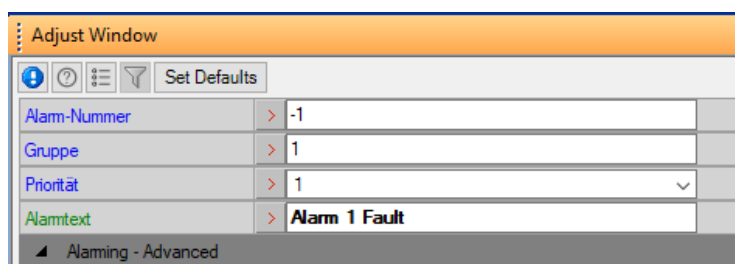 Adjust Window
Set Defaults
Alarm-Nummer > -1
Gruppe > 1
Priorität > 1
Alarmtext > Alarm 1 Fault
Alarming - Advanced